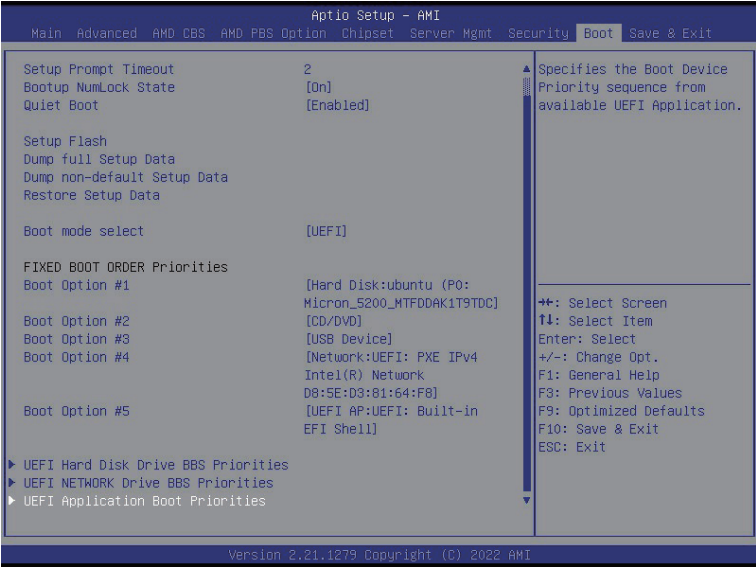 Aptio Setup – AMI
Main Advanced AMD CBS AMD PBS Option Chipset Server Mgmt Security Boot Save & Exit
Setup Prompt Timeout 2
Bootup NumLock State [On]
Quiet Boot [Enabled]
Setup Flash
Dump full Setup Data
Dump non-default Setup Data
Restore Setup Data
Boot mode select [UEFI]
FIXED BOOT ORDER Priorities
Boot Option #1 [Hard Disk:ubuntu (P0:
Micron_5200_MTFDDAK1T9TDC]
Boot Option #2 [CD/DVD]
Boot Option #3 [USB Device]
Boot Option #4 [Network:UEFI: PXE IPv4
Intel(R) Network
D8:5E:D3:81:64:F8]
Boot Option #5 [UEFI AP:UEFI: Built-in
EFI Shell]
UEFI Hard Disk Drive BBS Priorities
UEFI NETWORK Drive BBS Priorities
UEFI Application Boot Priorities
Specifies the Boot Device
Priority sequence from
available UEFI Application.
→←: Select Screen
↑↓: Select Item
Enter: Select
+/-: Change Opt.
F1: General Help
F3: Previous Values
F9: Optimized Defaults
F10: Save & Exit
ESC: Exit
Version 2.21.1279 Copyright (C) 2022 AMI